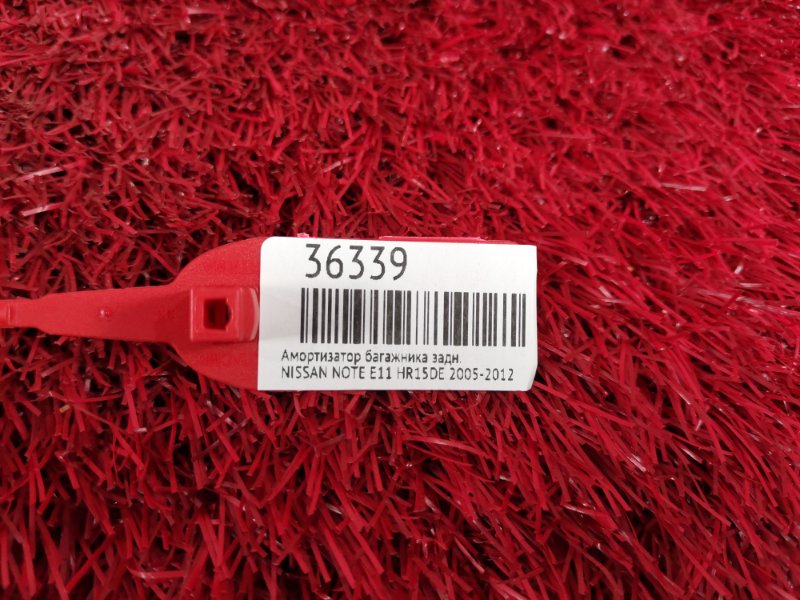 36339
Амортизатор багажника задн.
NISSAN NOTE E11 HR15DE 2005-2012